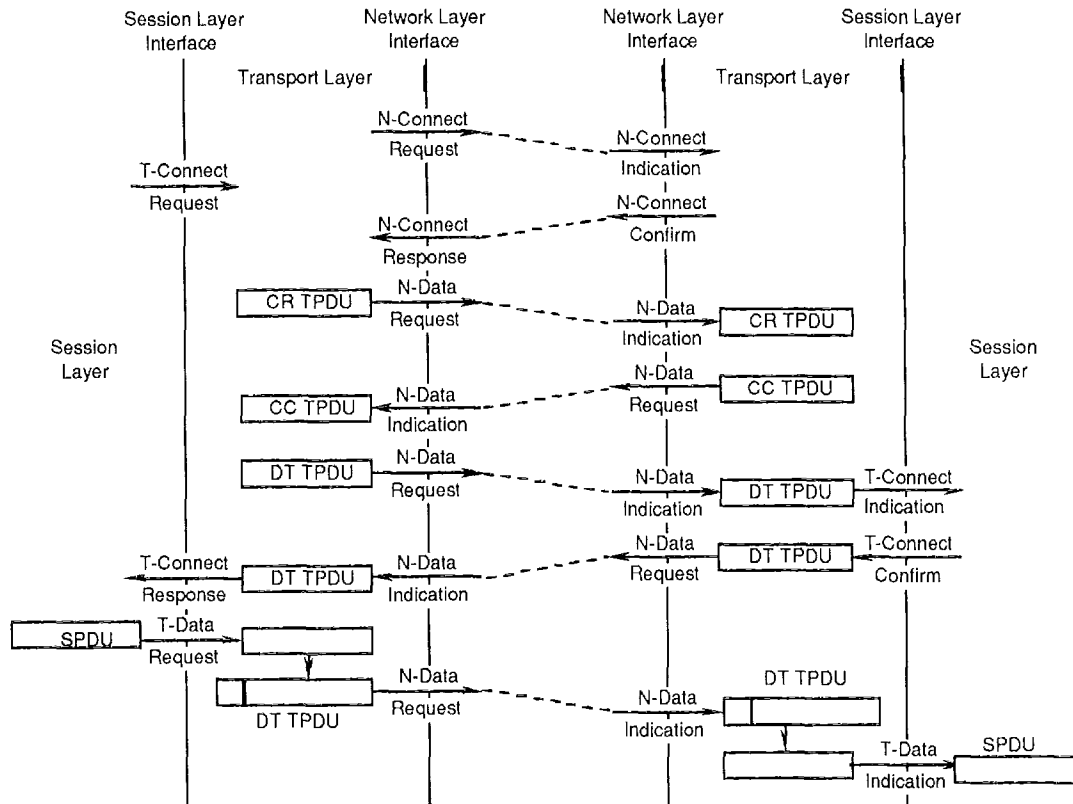 Session Layer
Interface
Network Layer
Interface
Network Layer
Interface
Session Layer
Interface
Transport Layer
Transport Layer
N-Connect
Request
N-Connect
Indication
T-Connect
Request
N-Connect
Confirm
N-Connect
Response
CR TPDU
N-Data
Request
N-Data
Indication
CR TPDU
Session
Layer
Session
Layer
N-Data
Request
CC TPDU
CC TPDU
N-Data
Indication
DT TPDU
N-Data
Request
N-Data
Indication
DT TPDU
T-Connect
Indication
N-Data
Request
DT TPDU
T-Connect
Confirm
T-Connect
Response
DT TPDU
N-Data
Indication
SPDU
T-Data
Request
DT TPDU
N-Data
Request
N-Data
Indication
DT TPDU
T-Data
Indication
SPDU